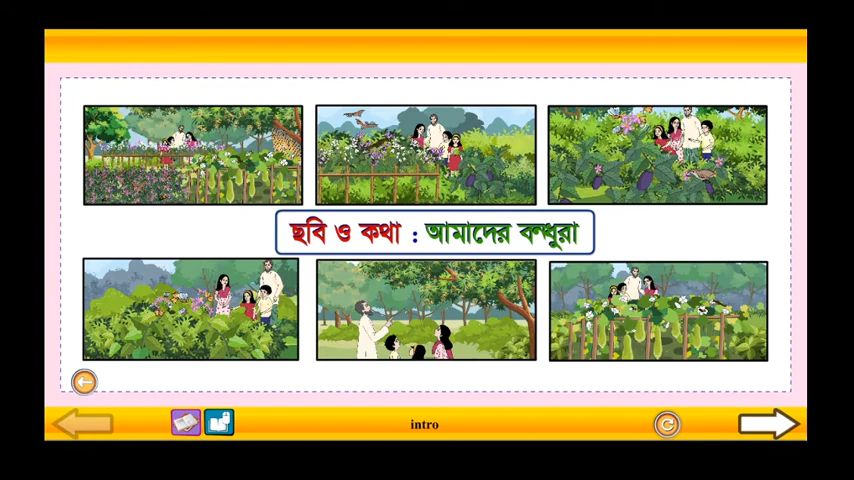 ছবি ও কথা : আমাদের বন্ধুরা
intro